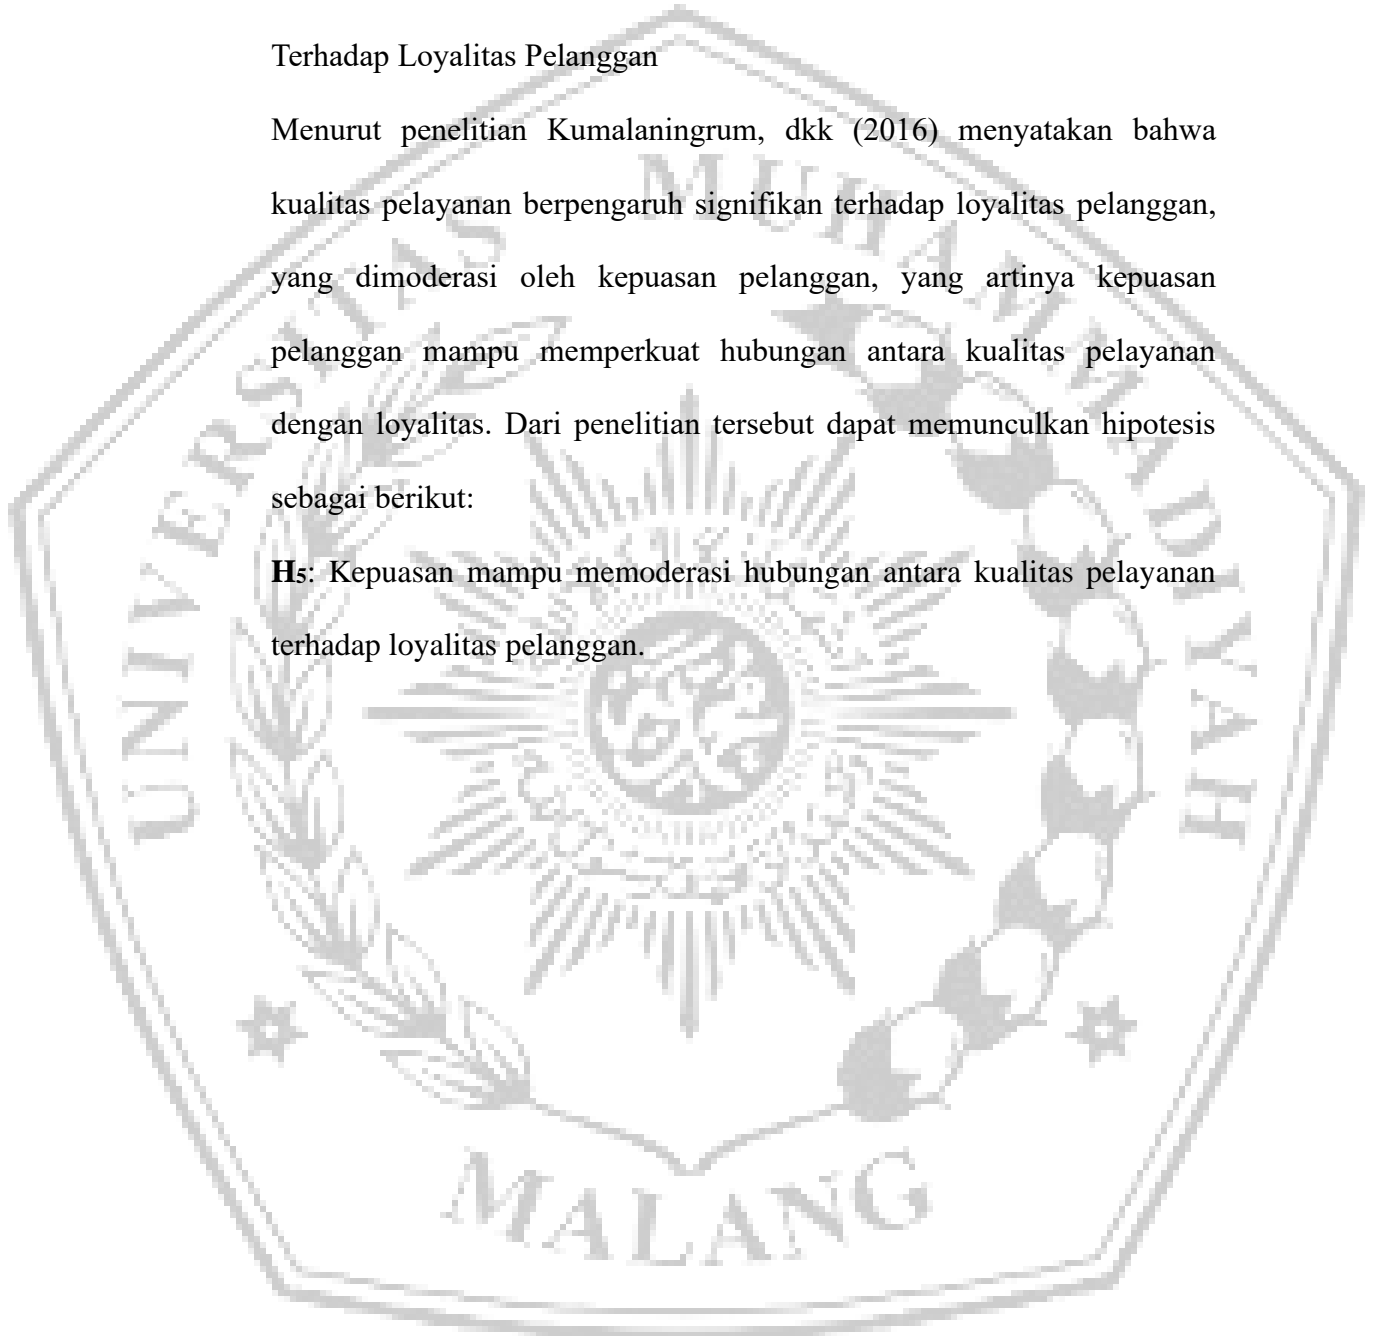 Terhadap Loyalitas Pelanggan
Menurut penelitian Kumalaningrum, dkk (2016) menyatakan bahwa
kualitas pelayanan berpengaruh signifikan terhadap loyalitas pelanggan,
yang dimoderasi oleh kepuasan pelanggan, yang artinya kepuasan
pelanggan mampu memperkuat hubungan antara kualitas pelayanan
dengan loyalitas. Dari penelitian tersebut dapat memunculkan hipotesis
sebagai berikut:
H5: Kepuasan mampu memoderasi hubungan antara kualitas pelayanan
terhadap loyalitas pelanggan.
UNIVERSITAS MUHAMMADIYAH
MALANG